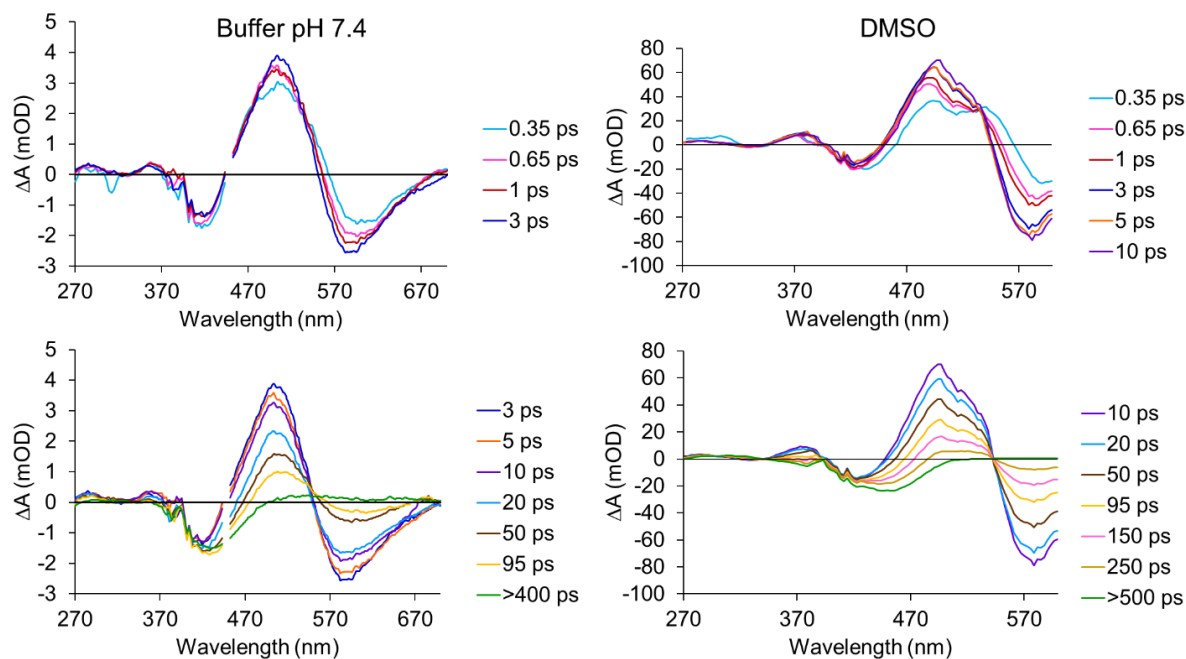 Buffer pH 7.4
5
4
3
2
1
0
-1
-2
-3
ΔA (mOD)
270 370 470 570 670
Wavelength (nm)
0.35 ps
0.65 ps
1 ps
3 ps
DMSO
80
60
40
20
0
-20
-40
-60
-80
-100
ΔA (mOD)
270 370 470 570
Wavelength (nm)
0.35 ps
0.65 ps
1 ps
3 ps
5 ps
10 ps
5
4
3
2
1
0
-1
-2
-3
ΔA (mOD)
270 370 470 570 670
Wavelength (nm)
3 ps
5 ps
10 ps
20 ps
50 ps
95 ps
>400 ps
80
60
40
20
0
-20
-40
-60
-80
-100
ΔA (mOD)
270 370 470 570
Wavelength (nm)
10 ps
20 ps
50 ps
95 ps
150 ps
250 ps
>500 ps